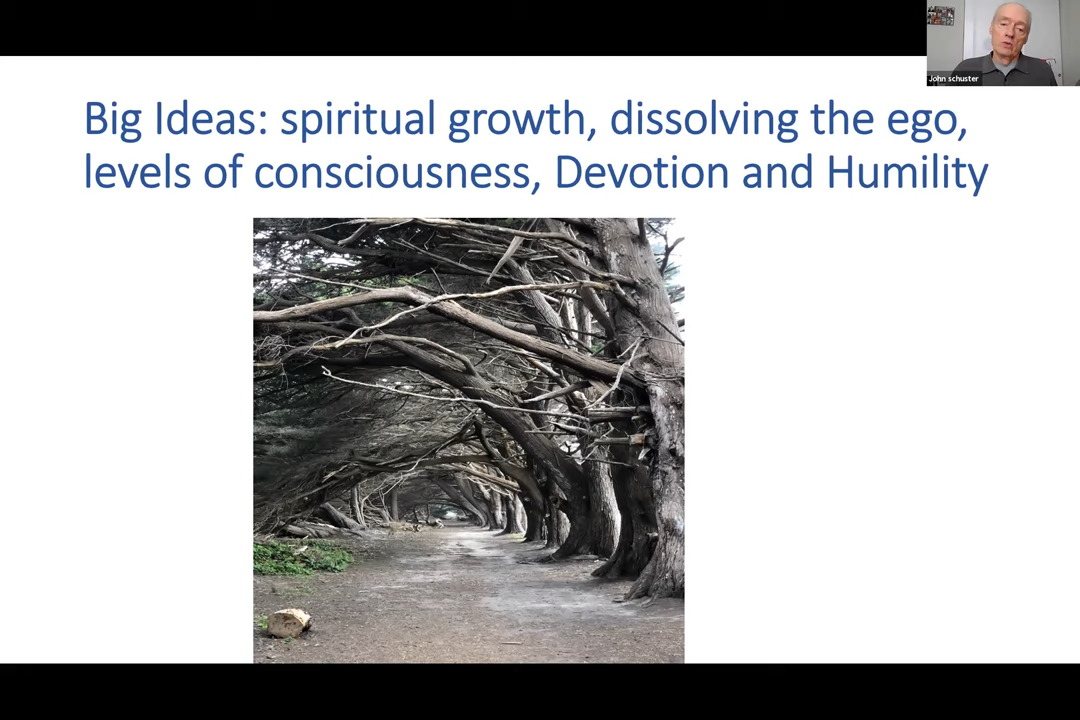 John schuster
Big Ideas: spiritual growth, dissolving the ego,
levels of consciousness, Devotion and Humility